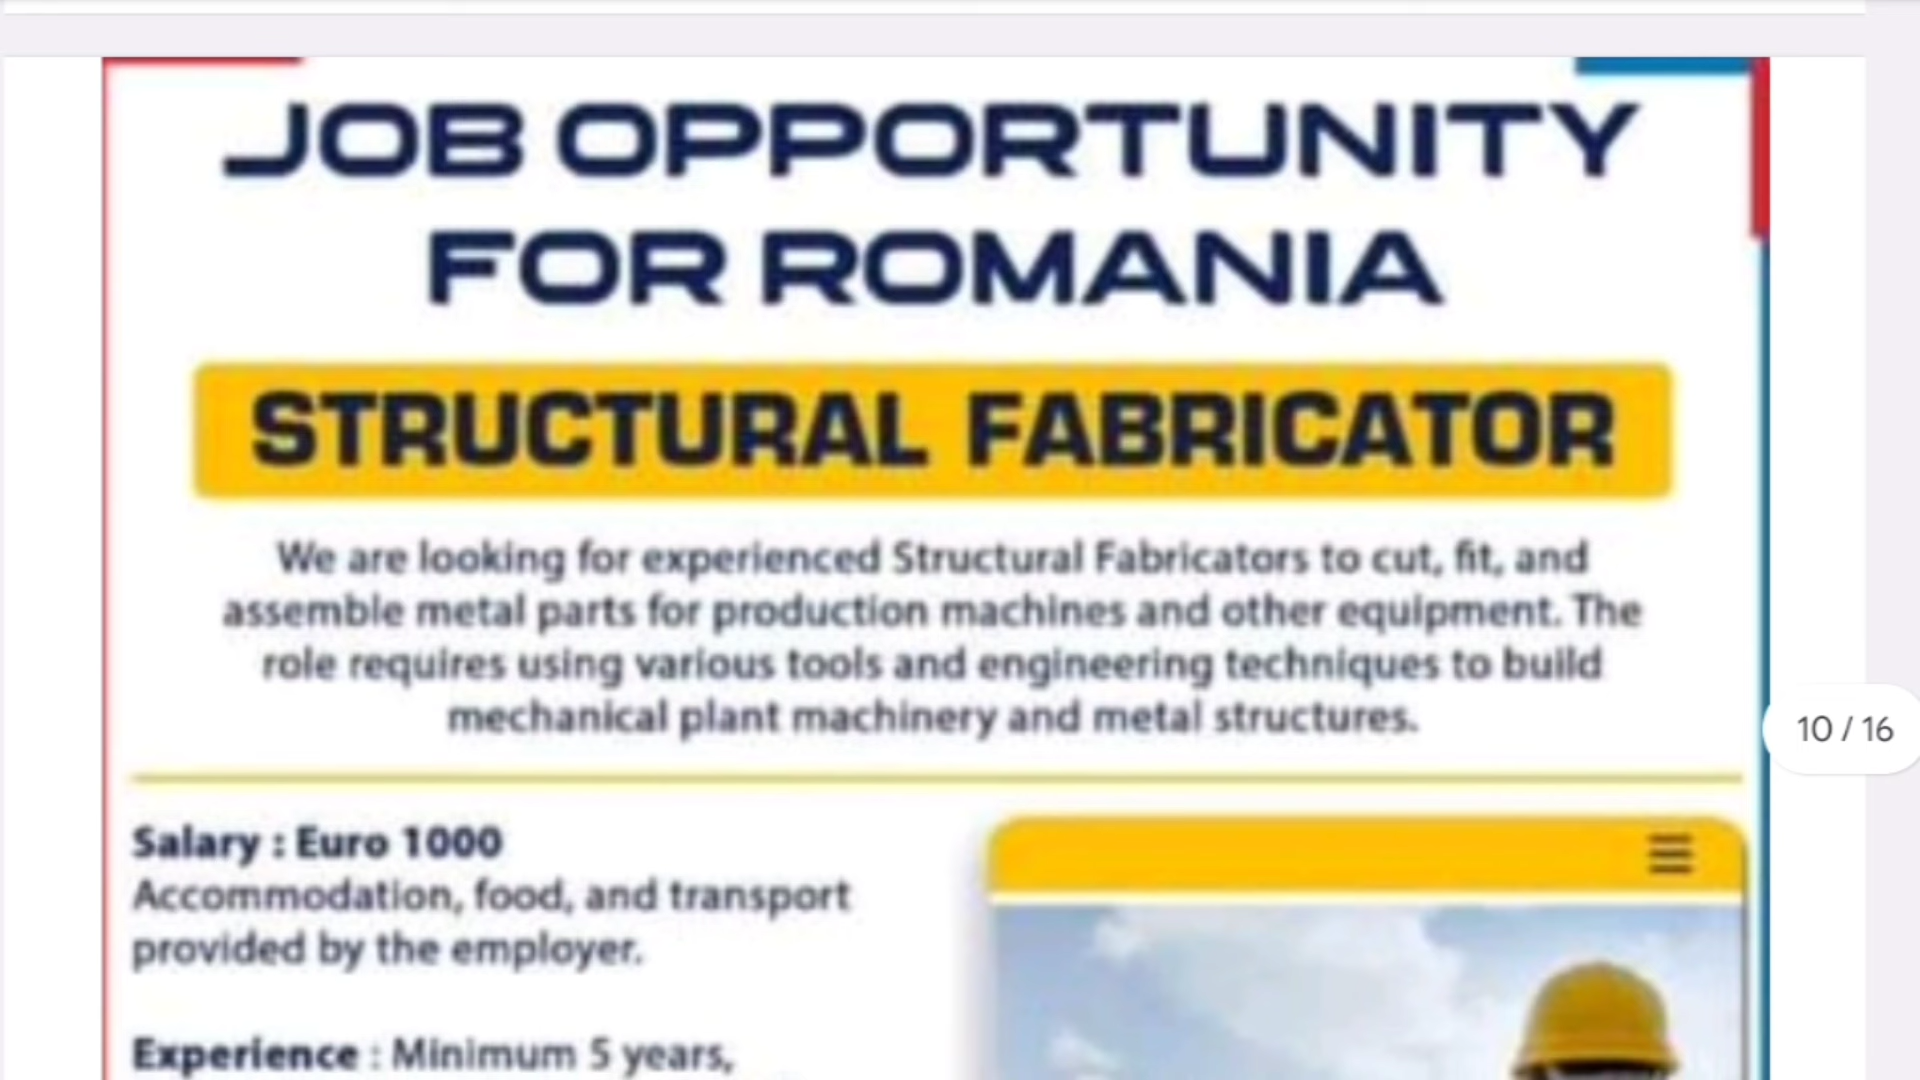 JOB OPPORTUNITY
FOR ROMANIA
STRUCTURAL FABRICATOR
We are looking for experienced Structural Fabricators to cut, fit, and
assemble metal parts for production machines and other equipment. The
role requires using various tools and engineering techniques to build
mechanical plant machinery and metal structures.
Salary : Euro 1000
Accommodation, food, and transport
provided by the employer.
Experience : Minimum 5 years,
10 / 16